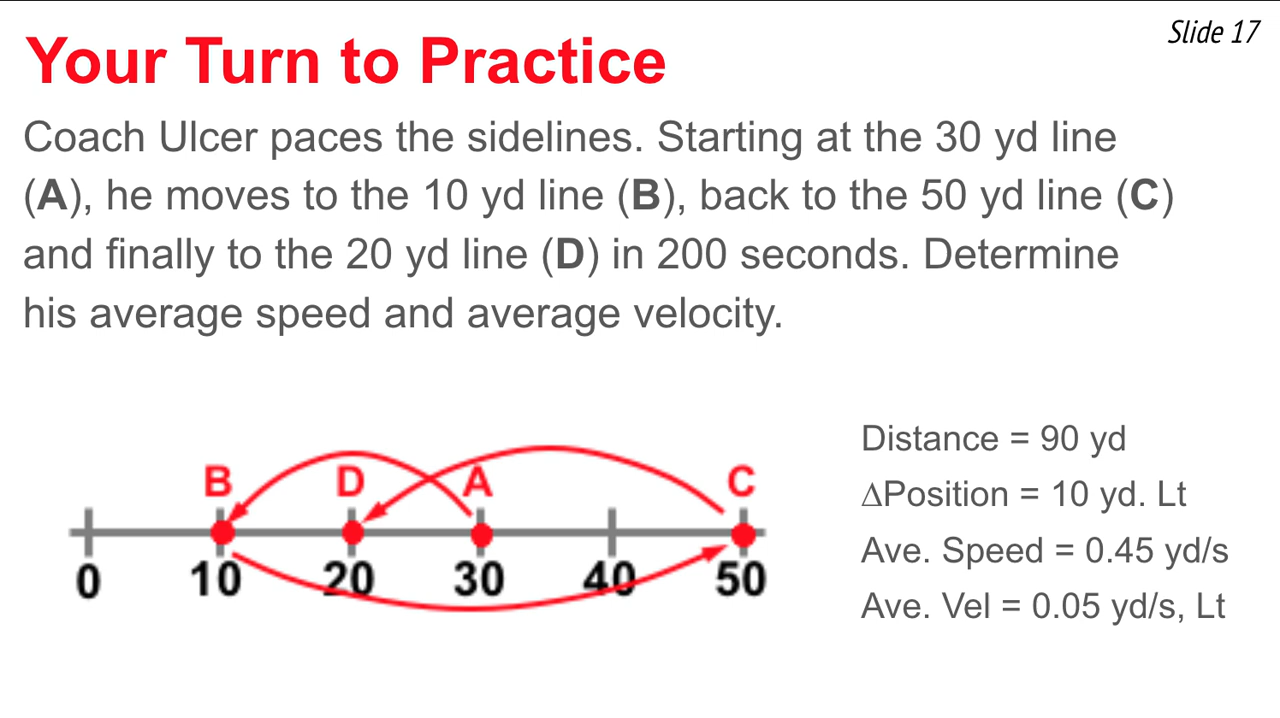 Slide 17
Your Turn to Practice
Coach Ulcer paces the sidelines. Starting at the 30 yd line
(A), he moves to the 10 yd line (B), back to the 50 yd line (C)
and finally to the 20 yd line (D) in 200 seconds. Determine
his average speed and average velocity.
B D A C
0 10 20 30 40 50
Distance = 90 yd
∆Position = 10 yd. Lt
Ave. Speed = 0.45 yd/s
Ave. Vel = 0.05 yd/s, Lt